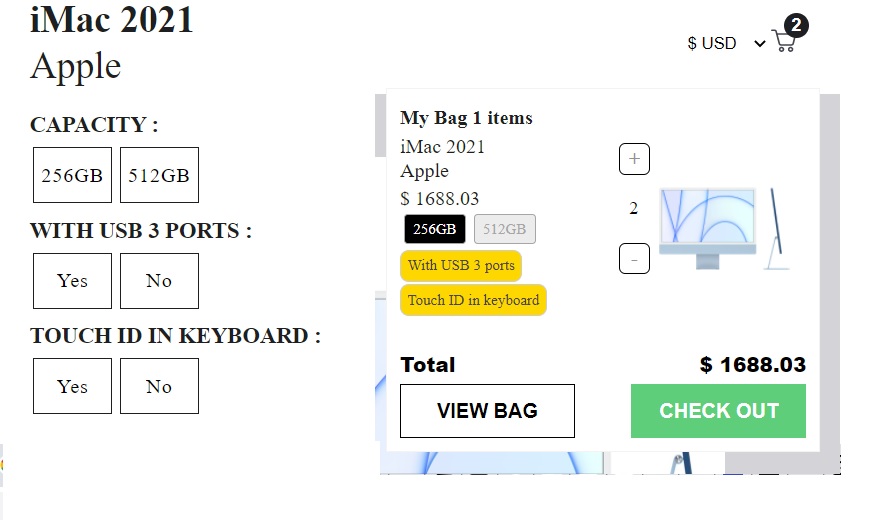 iMac 2021
Apple
CAPACITY :
256GB 512GB
WITH USB 3 PORTS :
Yes No
TOUCH ID IN KEYBOARD :
Yes No
$ USD 2
My Bag 1 items
iMac 2021
Apple
$ 1688.03
256GB 512GB
With USB 3 ports
Touch ID in keyboard
+
2
-
Total $ 1688.03
VIEW BAG CHECK OUT